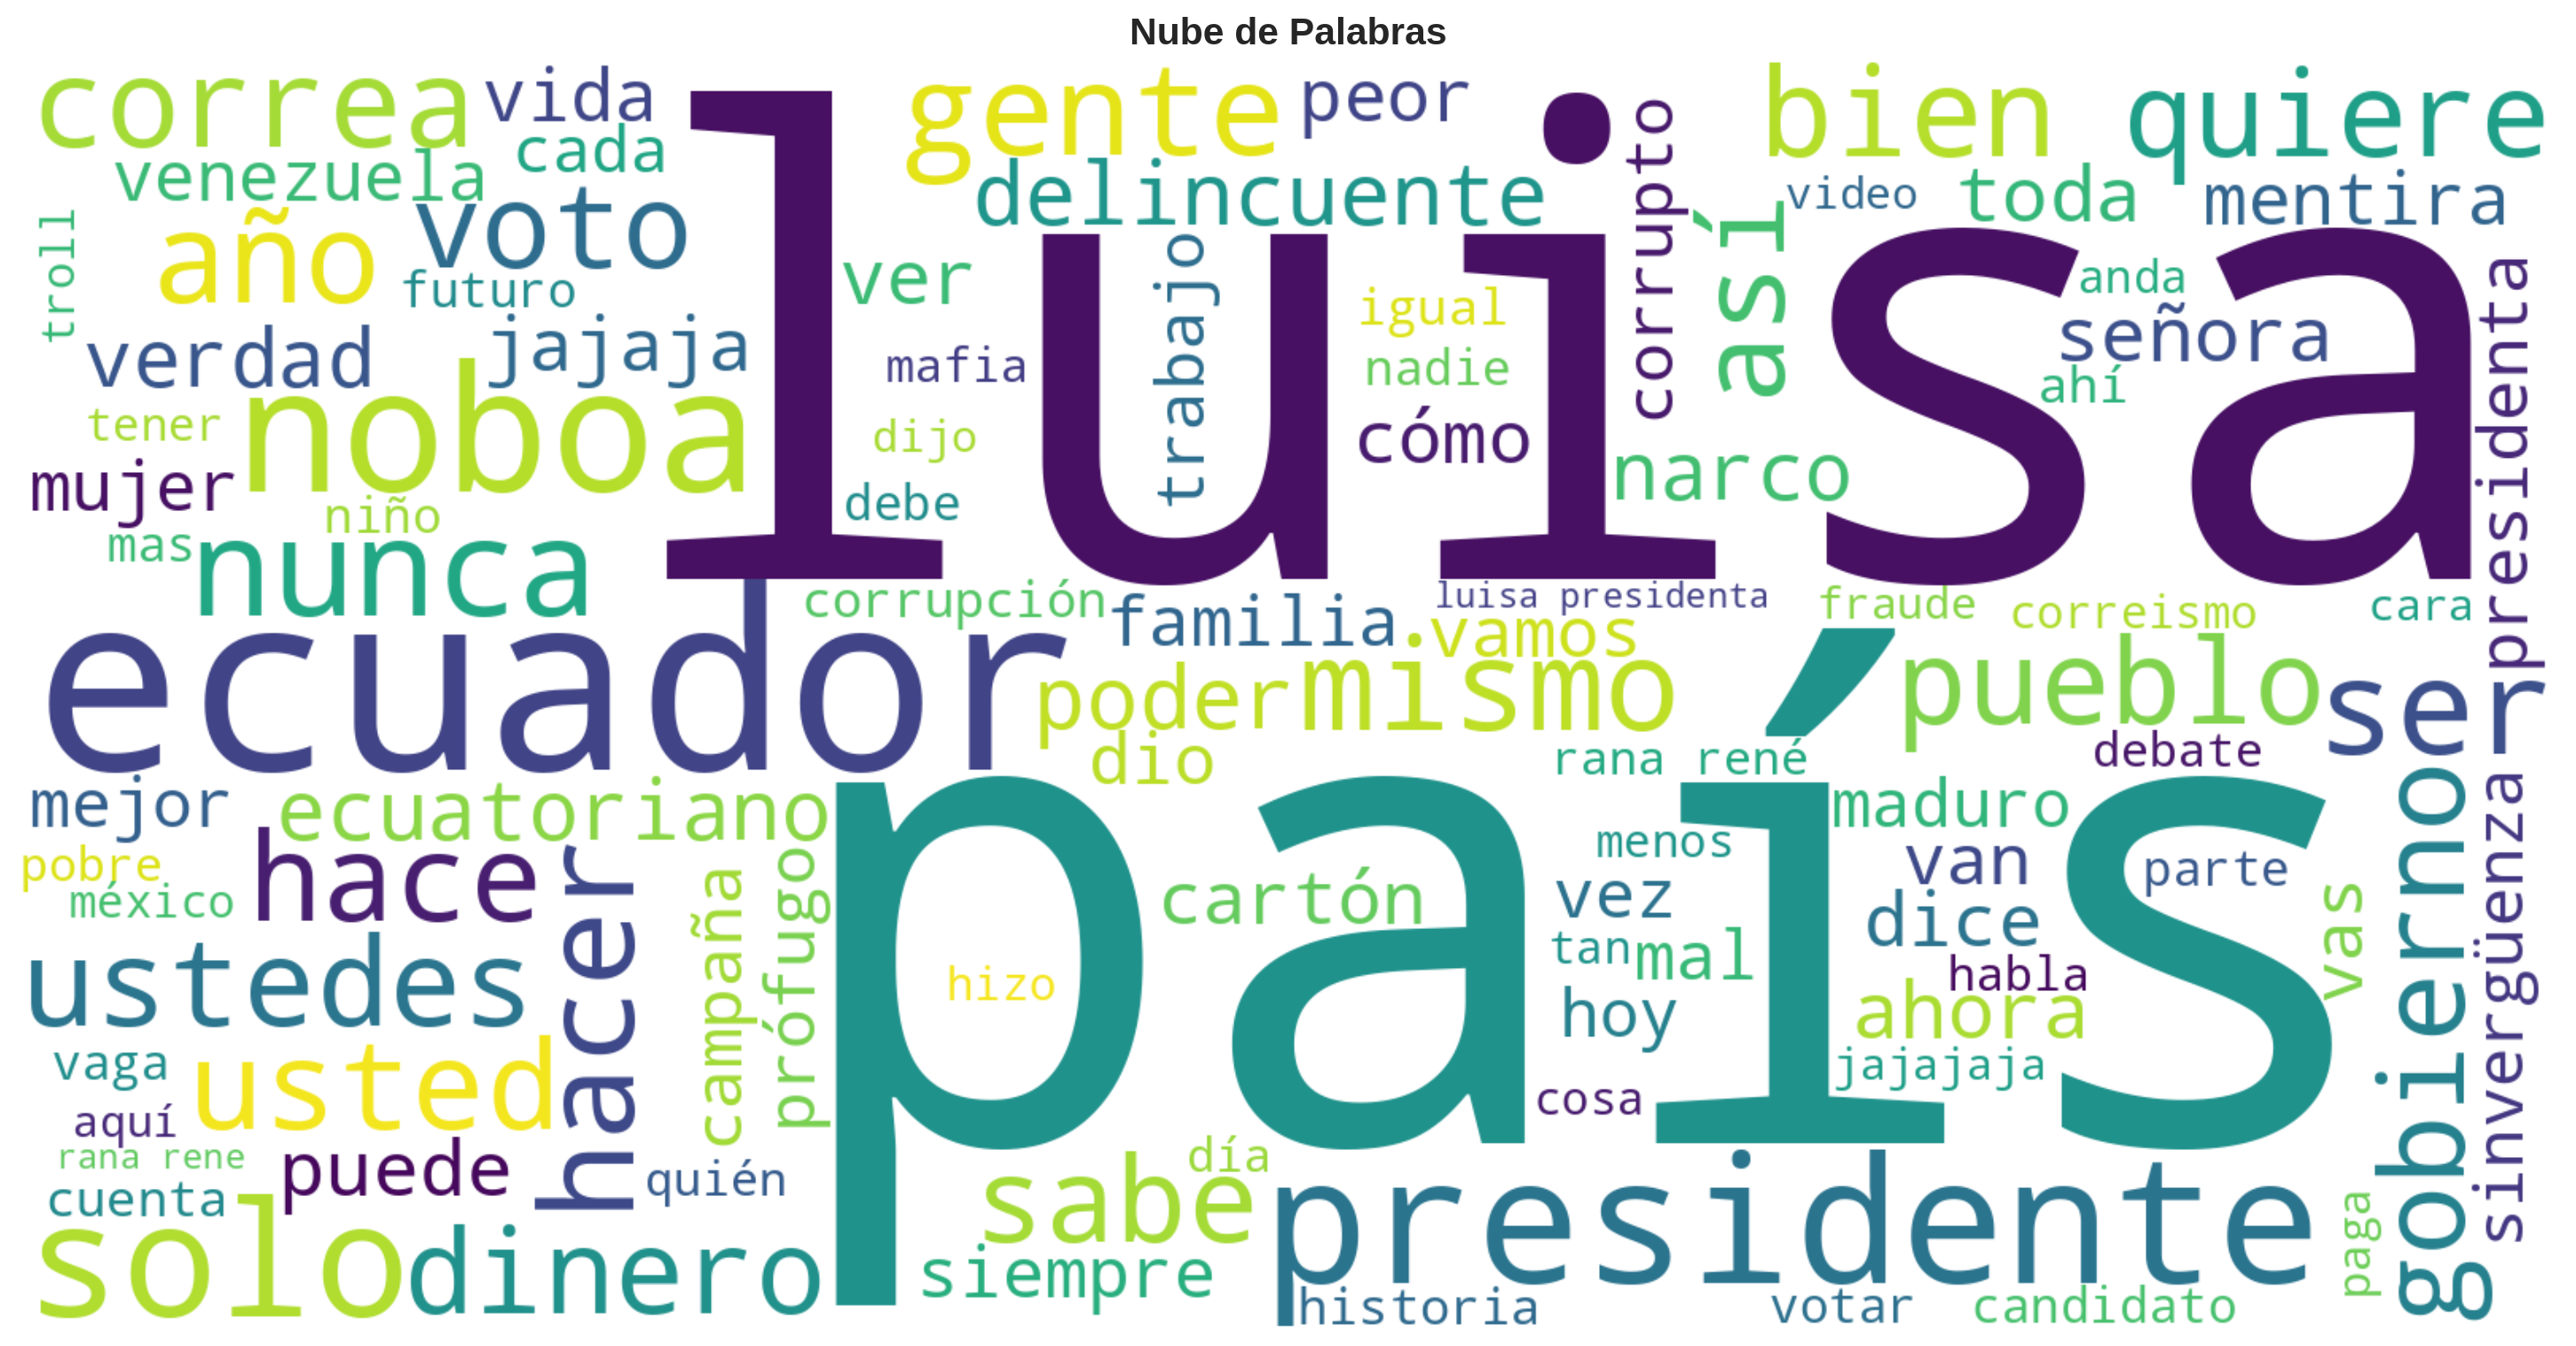 Nube de Palabras
correa
vida
gente
peor
bien
quiere
venezuela
cada
luisa
delincuente
corrupto
video
toda
mentira
troll
año
voto
futuro
ver
trabajo
igual
así
anda
señora
presidenta
verdad
jajaja
mafia
nadie
ahí
tener
noboa
dijo
cómo
narco
mujer
niño
debe
mas
nunca
corrupción
familia
luisa presidenta
vamos
fraude
correismo
cara
ecuador
poder
mismo
pueblo
ser
dio
rana rené
debate
país
mejor
ecuatoriano
maduro
gobierno
sinvergüenza
pobre
méxico
hace
hacer
campaña
prófugo
cartón
menos
vez
van
parte
dice
vas
ustedes
hizo
tan
mal
habla
hoy
ahora
vaga
usted
jajajaja
aquí
cosa
rana rene
puede
quién
cuenta
día
sabe
presidente
paga
solo
dinero
siempre
historia
votar
candidato